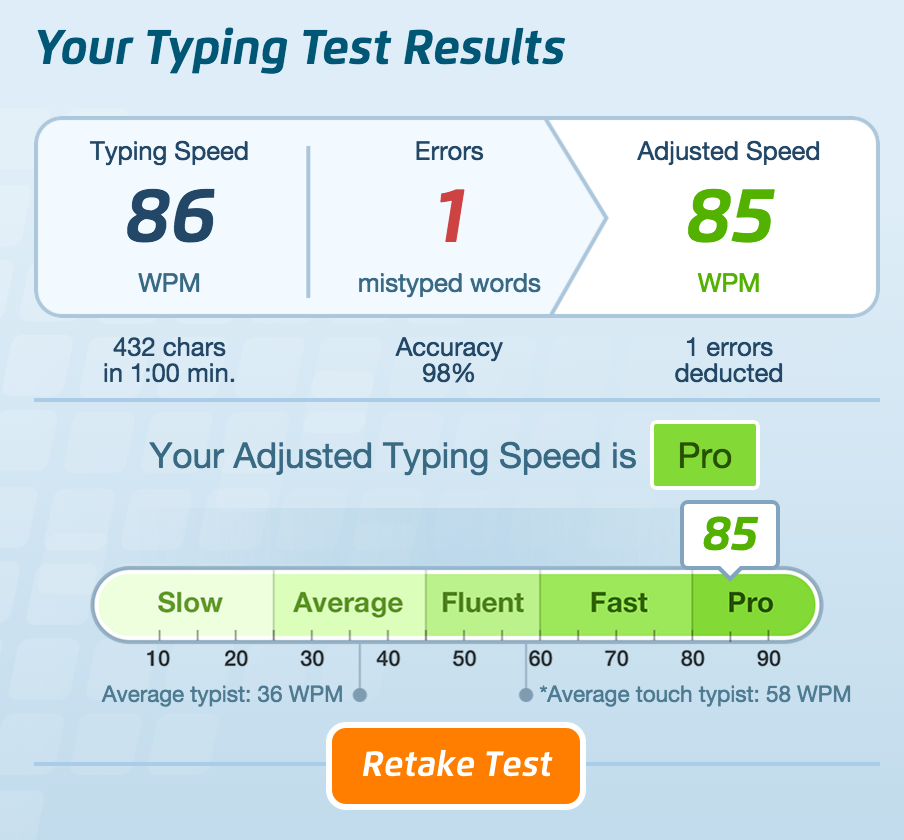 Your Typing Test Results
Typing Speed
Errors
Adjusted Speed
86
1
85
WPM
mistyped words
WPM
432 chars
in 1:00 min.
Accuracy
98%
1 errors
deducted
Your Adjusted Typing Speed is Pro
85
Slow Average Fluent Fast Pro
10 20 30 40 50 60 70 80 90
Average typist: 36 WPM
*Average touch typist: 58 WPM
Retake Test